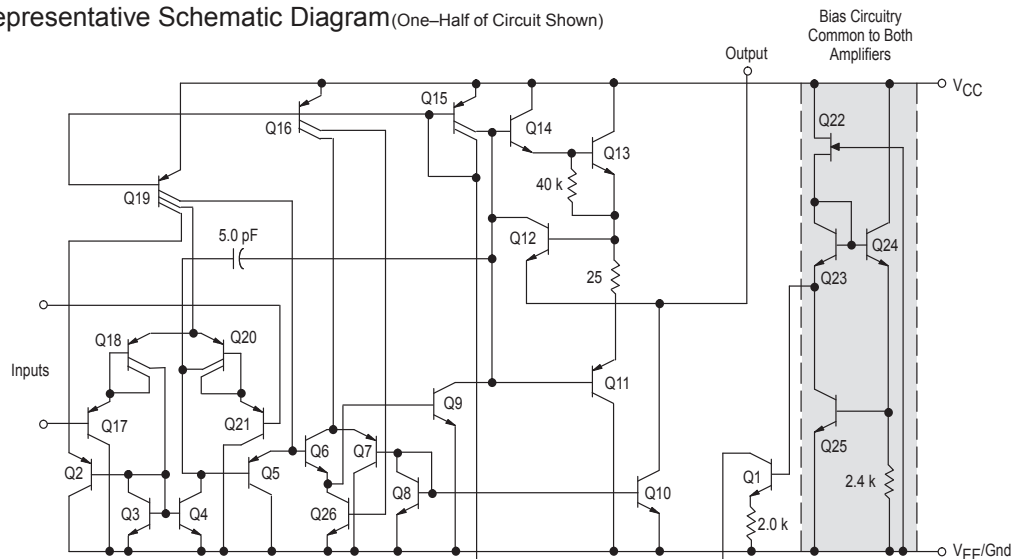 epresentative Schematic Diagram (One–Half of Circuit Shown)
Bias Circuitry
Common to Both
Amplifiers
Output
VCC
Q15
Q22
Q16
Q14
Q13
40 k
Q19
5.0 pF
Q12
Q24
Q23
25
Q18
Q20
Inputs
Q11
Q9
Q17
Q21
Q25
Q2
Q5
Q6
Q7
Q1
2.4 k
Q8
Q10
Q3
Q4
Q26
2.0 k
VEE/Gnd